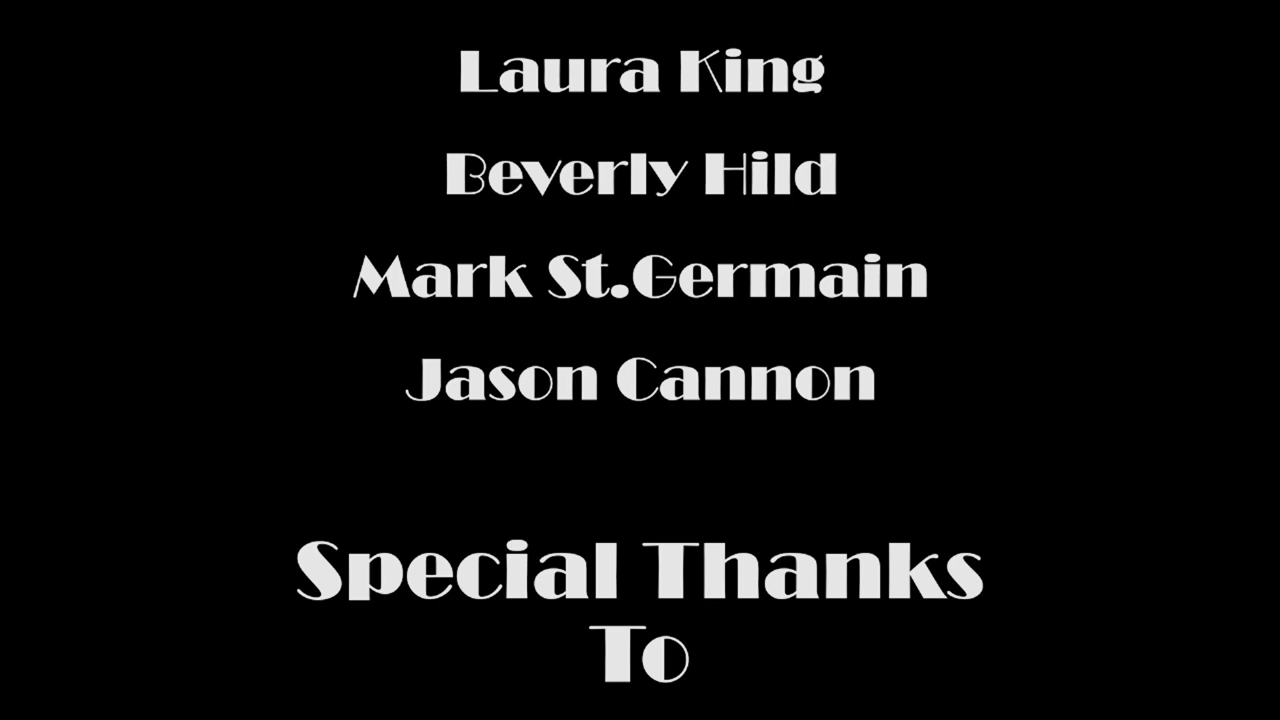 Laura King
Beverly Hild
Mark St.Germain
Jason Cannon
Special Thanks
To